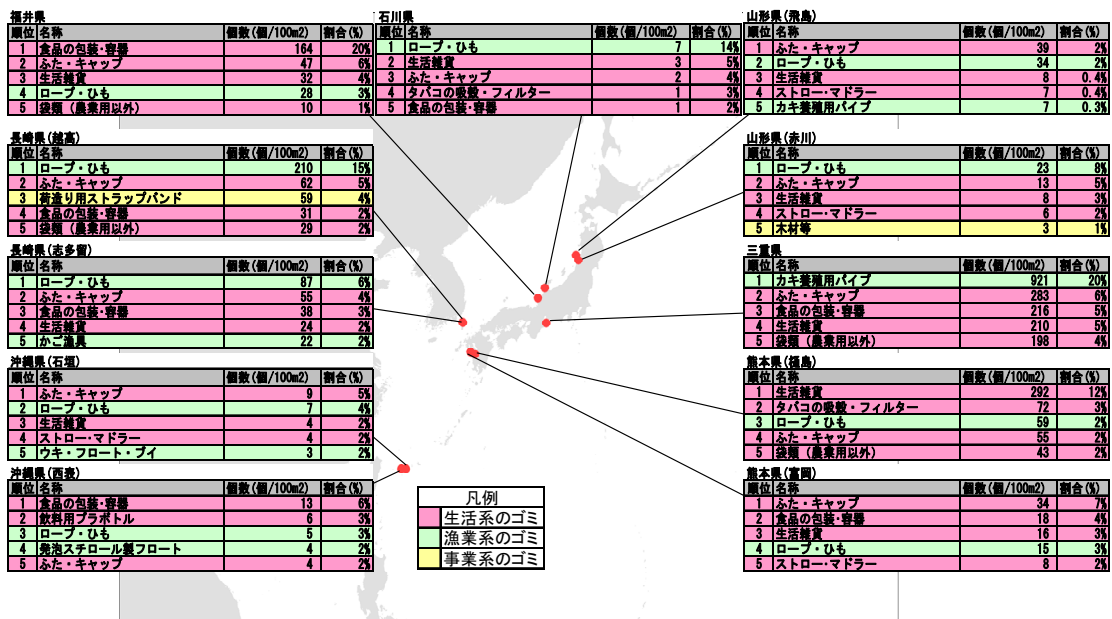 福井県
順位 名称 個数(個/100m2) 割合(%)
1 食品の包装・容器 164 20%
2 ふた・キャップ 47 6%
3 生活雑貨 32 4%
4 ロープ・ひも 28 3%
5 袋類（農業用以外） 10 1%
石川県
順位 名称 個数(個/100m2) 割合(%)
1 ロープ・ひも 7 14%
2 生活雑貨 3 5%
3 ふた・キャップ 2 4%
4 タバコの吸殻・フィルター 1 3%
5 食品の包装・容器 1 2%
山形県(飛島)
順位 名称 個数(個/100m2) 割合(%)
1 ふた・キャップ 39 2%
2 ロープ・ひも 34 2%
3 生活雑貨 8 0.4%
4 ストロー・マドラー 7 0.4%
5 カキ養殖用パイプ 7 0.3%
長崎県(越高)
順位 名称 個数(個/100m2) 割合(%)
1 ロープ・ひも 210 15%
2 ふた・キャップ 62 5%
3 荷造り用ストラップバンド 59 4%
4 食品の包装・容器 31 2%
5 袋類（農業用以外） 29 2%
山形県(赤川)
順位 名称 個数(個/100m2) 割合(%)
1 ロープ・ひも 23 8%
2 ふた・キャップ 13 5%
3 生活雑貨 8 3%
4 ストロー・マドラー 6 2%
5 木材等 3 1%
長崎県(志多留)
順位 名称 個数(個/100m2) 割合(%)
1 ロープ・ひも 87 6%
2 ふた・キャップ 55 4%
3 食品の包装・容器 38 3%
4 生活雑貨 24 2%
5 かご漁具 22 2%
三重県
順位 名称 個数(個/100m2) 割合(%)
1 カキ養殖用パイプ 921 20%
2 ふた・キャップ 283 6%
3 食品の包装・容器 216 5%
4 生活雑貨 210 5%
5 袋類（農業用以外） 198 4%
沖縄県(石垣)
順位 名称 個数(個/100m2) 割合(%)
1 ふた・キャップ 9 5%
2 ロープ・ひも 7 4%
3 生活雑貨 4 2%
4 ストロー・マドラー 4 2%
5 ウキ・フロート・ブイ 3 2%
熊本県(樋島)
順位 名称 個数(個/100m2) 割合(%)
1 生活雑貨 292 12%
2 タバコの吸殻・フィルター 72 3%
3 ロープ・ひも 59 2%
4 ふた・キャップ 55 2%
5 袋類（農業用以外） 43 2%
沖縄県(西表)
順位 名称 個数(個/100m2) 割合(%)
1 食品の包装・容器 13 6%
2 飲料用プラボトル 6 3%
3 ロープ・ひも 5 3%
4 発泡スチロール製フロート 4 2%
5 ふた・キャップ 4 2%
熊本県(富岡)
順位 名称 個数(個/100m2) 割合(%)
1 ふた・キャップ 34 7%
2 食品の包装・容器 18 4%
3 生活雑貨 16 3%
4 ロープ・ひも 15 3%
5 ストロー・マドラー 8 2%
凡例
生活系のゴミ
漁業系のゴミ
事業系のゴミ